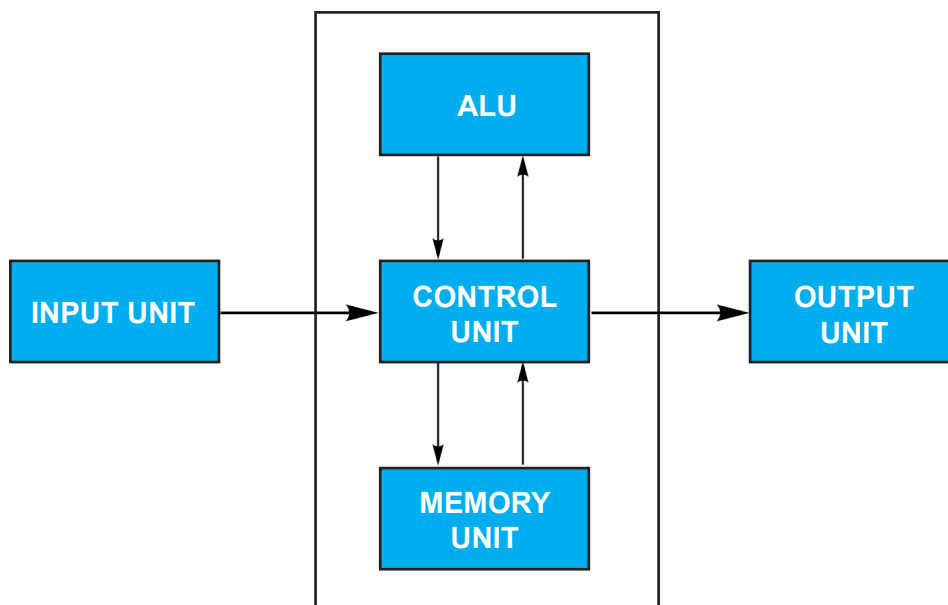 ALU
INPUT UNIT
CONTROL
UNIT
OUTPUT
UNIT
MEMORY
UNIT